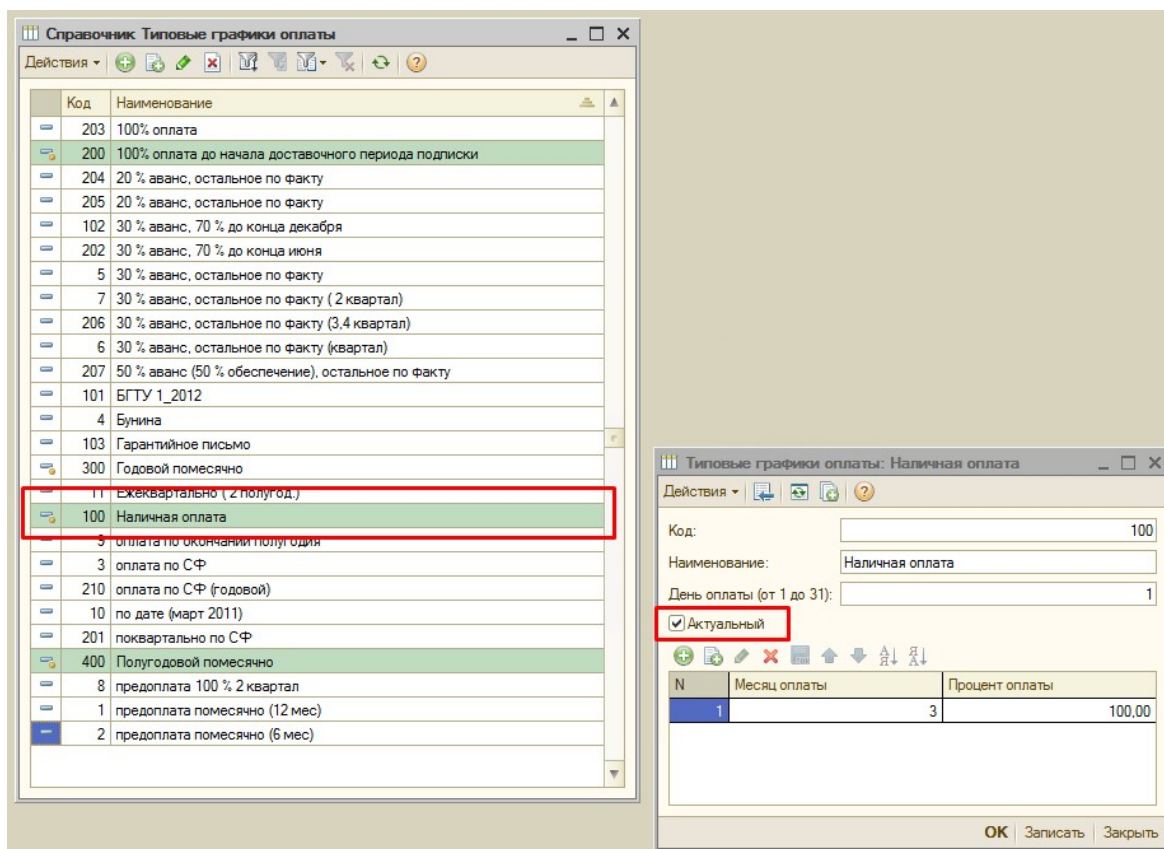 Справочник Типовые графики оплаты
Действия
Код Наименование
203 100% оплата
200 100% оплата до начала доставочного периода подписки
204 20 % аванс, остальное по факту
205 20 % аванс, остальное по факту
102 30 % аванс, 70 % до конца декабря
202 30 % аванс, 70 % до конца июня
5 30 % аванс, остальное по факту
7 30 % аванс, остальное по факту ( 2 квартал)
206 30 % аванс, остальное по факту (3,4 квартал)
6 30 % аванс, остальное по факту (квартал)
207 50 % аванс (50 % обеспечение), остальное по факту
101 БГТУ 1_2012
4 Бунина
103 Гарантийное письмо
300 Годовой помесячно
11 Ежеквартально ( 2 полугод.)
100 Наличная оплата
9 оплата по окончании полугодия
3 оплата по СФ
210 оплата по СФ (годовой)
10 по дате (март 2011)
201 поквартально по СФ
400 Полугодовой помесячно
8 предоплата 100 % 2 квартал
1 предоплата помесячно (12 мес)
2 предоплата помесячно (6 мес)
Типовые графики оплаты: Наличная оплата
Действия
Код: 100
Наименование: Наличная оплата
День оплаты (от 1 до 31): 1
Актуальный
N Месяц оплаты Процент оплаты
1 3 100,00
OK Записать Закрыть